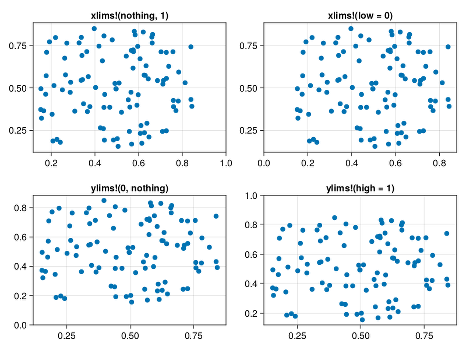 xlims!(nothing, 1)
0.75
0.50
0.25
0.2 0.4 0.6 0.8 1.0
xlims!(low = 0)
0.75
0.50
0.25
0.0 0.2 0.4 0.6 0.8
ylims!(0, nothing)
0.8
0.6
0.4
0.2
0.0
0.25 0.50 0.75
ylims!(high = 1)
1.0
0.8
0.6
0.4
0.2
0.25 0.50 0.75